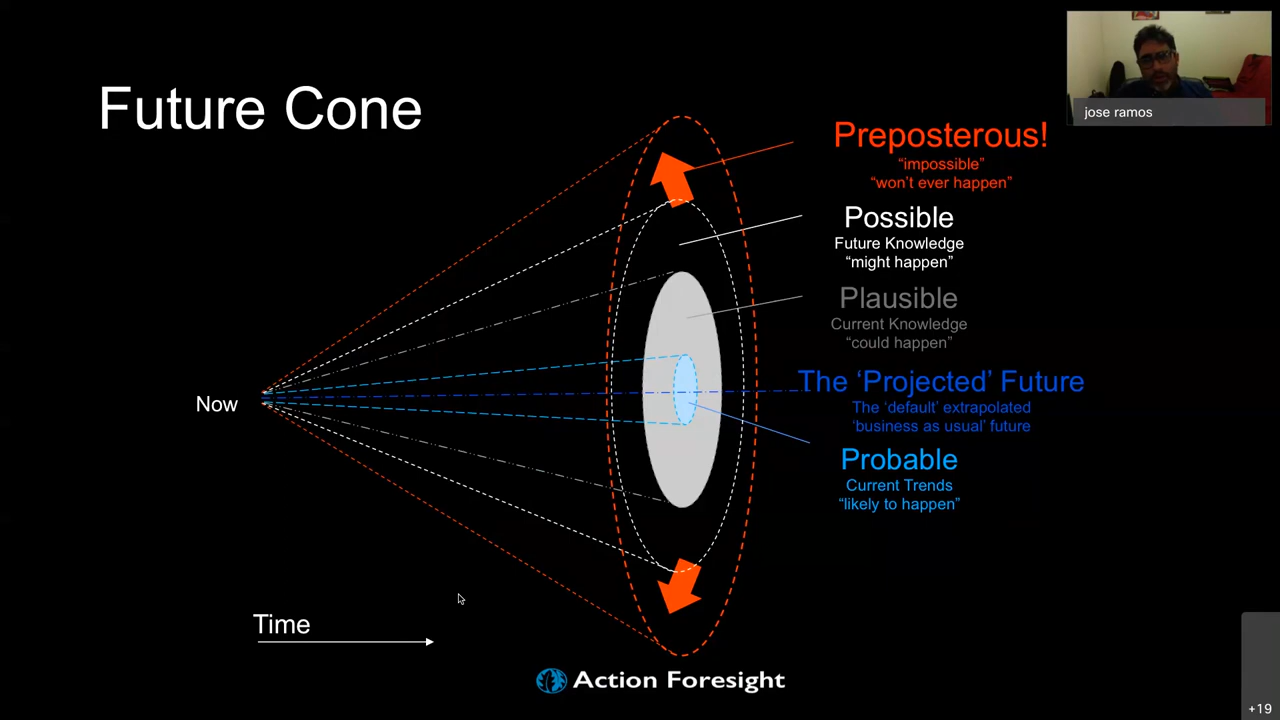 Future Cone
jose ramos
Preposterous!
“impossible”
“won’t ever happen”
Possible
Future Knowledge
“might happen”
Plausible
Current Knowledge
“could happen”
The ‘Projected’ Future
The ‘default’ extrapolated
‘business as usual’ future
Probable
Current Trends
“likely to happen”
Now
Time
Action Foresight
+19